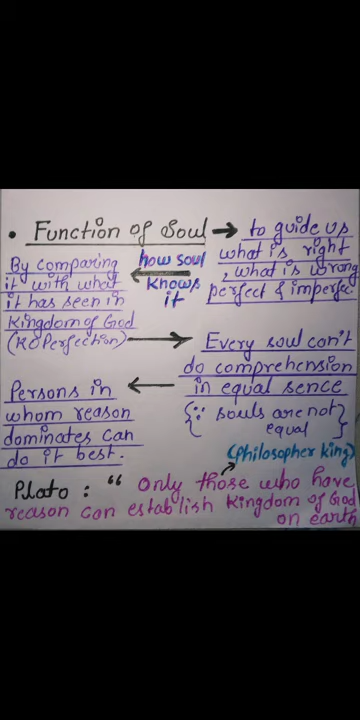 • Function of Soul → to guide us
what is right
, what is wrong
perfect & imperfec
how soul
knows
it
By comparing
it with what
it has seen in
kingdom of God
(KO Perfection) →
Every soul can't
do comprehension
in equal sence
{∵ souls are not
equal}
Persons in
whom reason
dominates can
do it best.
(philosopher king)
Plato : “ Only those who have
reason can establish kingdom of God
on earth